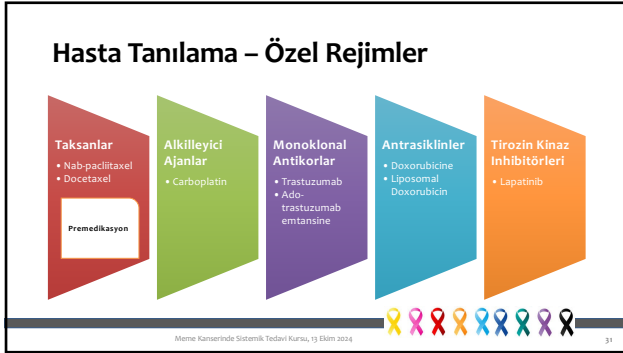 Hasta Tanılama – Özel Rejimler
Taksanlar
• Nab-pacliitaxel
• Docetaxel
Premedikasyon
Alkilleyici
Ajanlar
• Carboplatin
Monoklonal
Antikorlar
• Trastuzumab
• Ado-
trastuzumab
emtansine
Antrasiklinler
• Doxorubicine
• Liposomal
Doxorubicin
Tirozin Kinaz
Inhibitörleri
• Lapatinib
Meme Kanserinde Sistemik Tedavi Kursu, 13 Ekim 2024
31